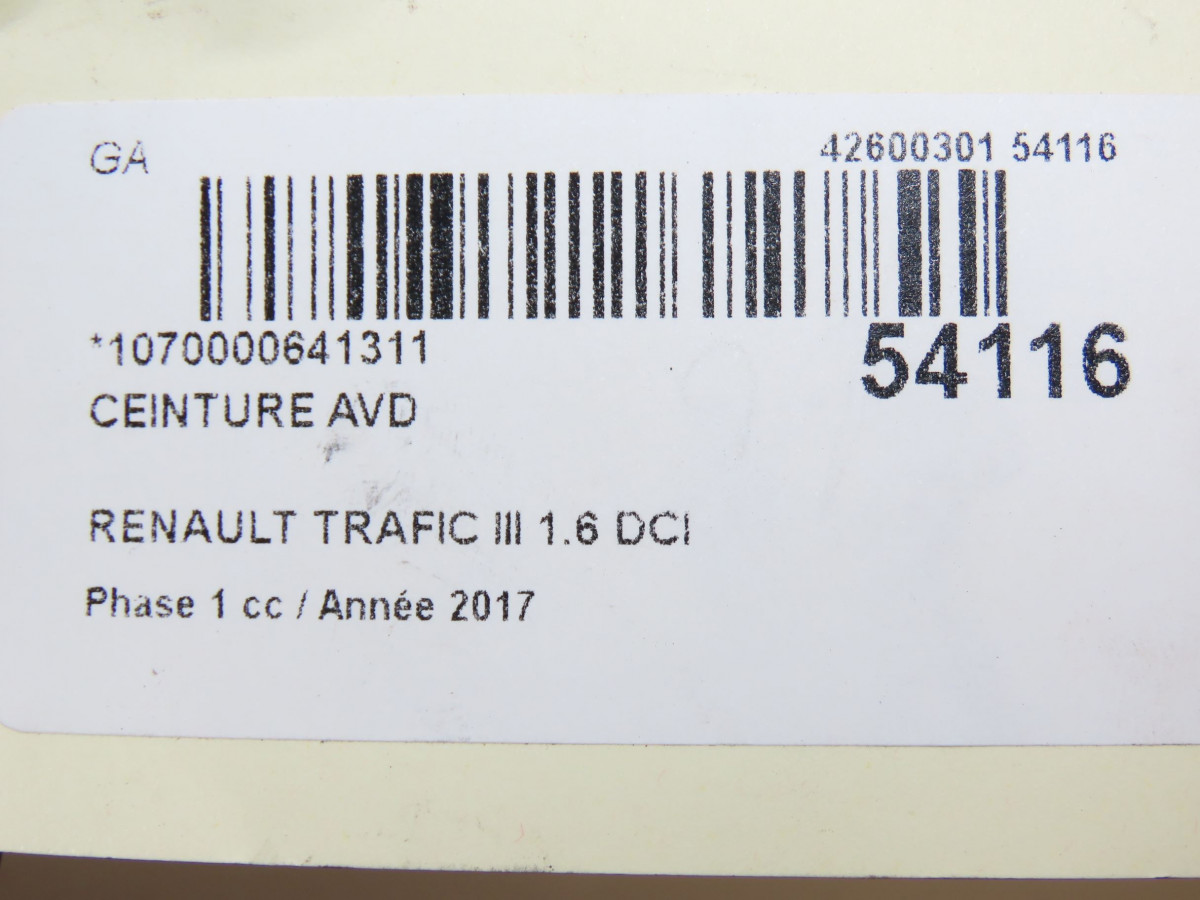 GA
42600301 54116
*1070000641311
54116
CEINTURE AVD
RENAULT TRAFIC III 1.6 DCI
Phase 1 cc / Année 2017